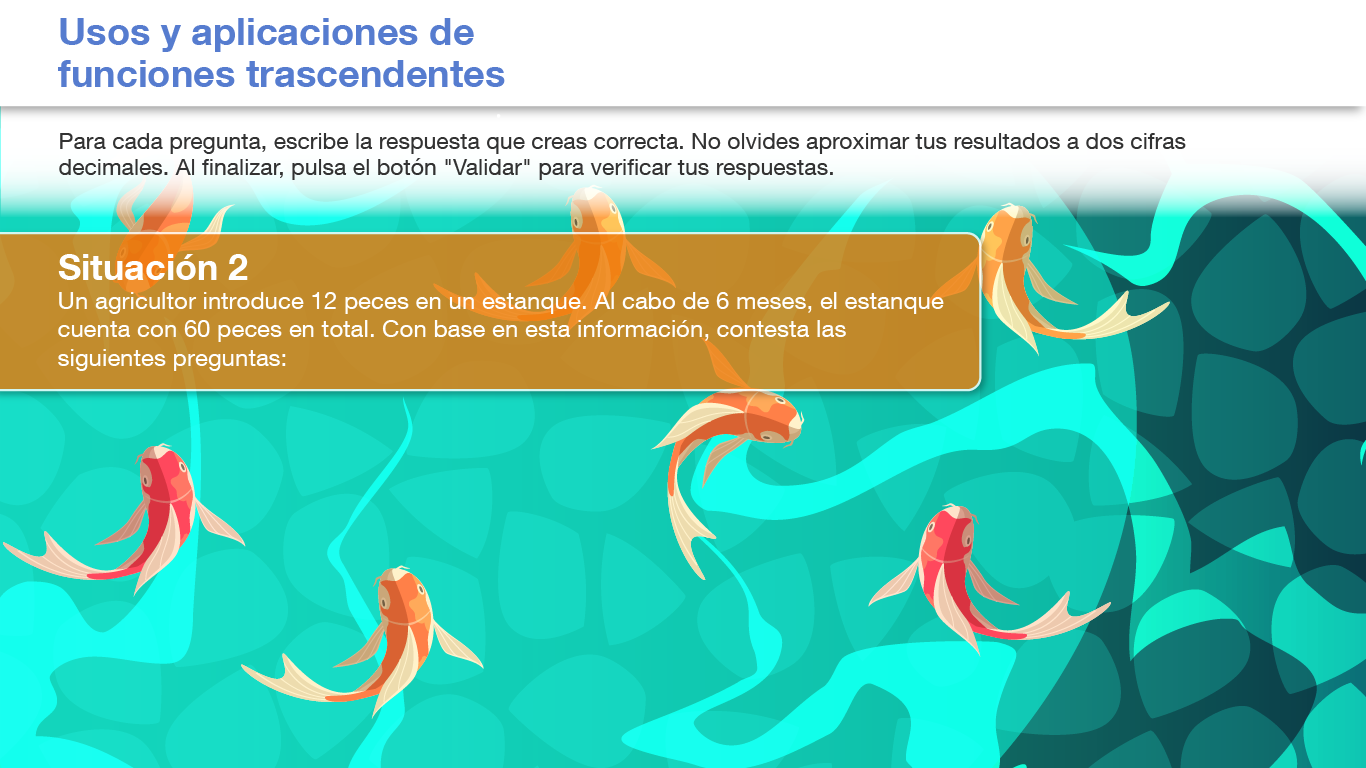 Usos y aplicaciones de
funciones trascendentes
Para cada pregunta, escribe la respuesta que creas correcta. No olvides aproximar tus resultados a dos cifras
decimales. Al finalizar, pulsa el botón "Validar" para verificar tus respuestas.
Situación 2
Un agricultor introduce 12 peces en un estanque. Al cabo de 6 meses, el estanque
cuenta con 60 peces en total. Con base en esta información, contesta las
siguientes preguntas: